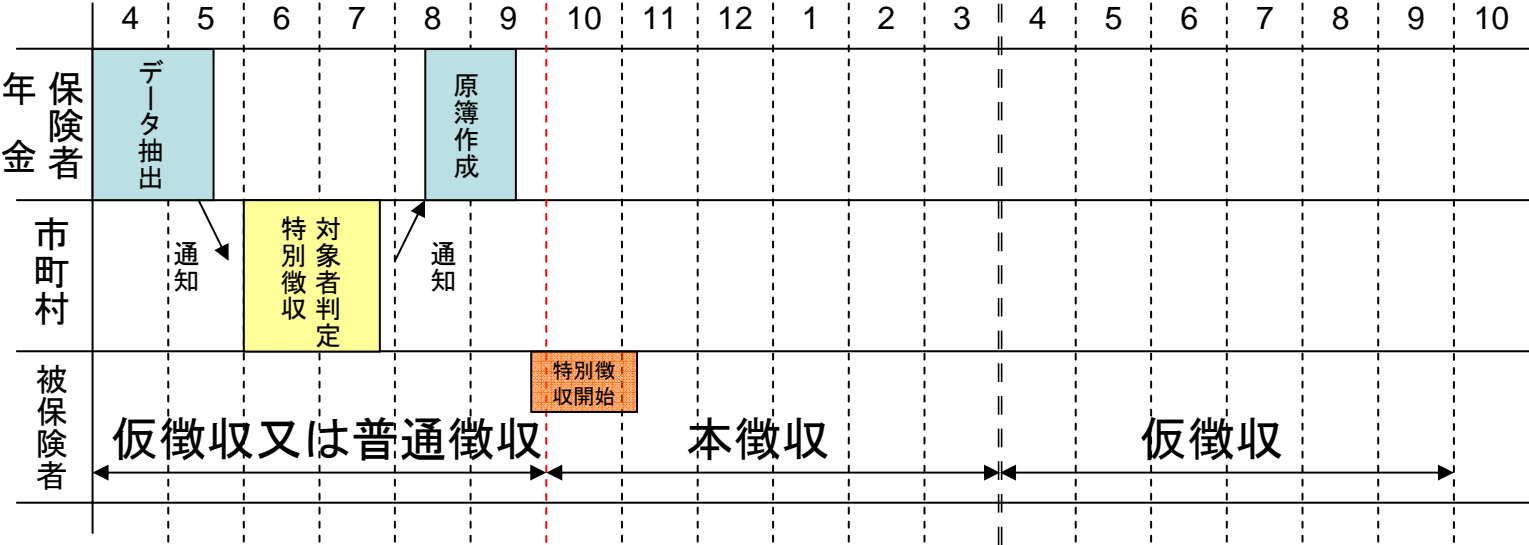 4 5 6 7 8 9 10 11 12 1 2 3 4 5 6 7 8 9 10
年金
保険者
データ抽出
原簿作成
市町村
通知
対象者判定
特別徴収
通知
被保険者
特別徴
収開始
仮徴収又は普通徴収
本徴収
仮徴収